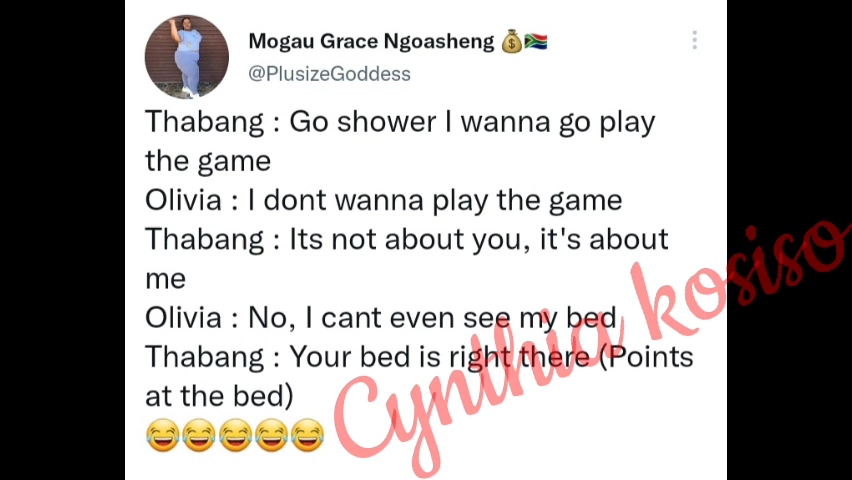 Mogau Grace Ngoasheng 💰🇿🇦
@PlusizeGoddess
Thabang : Go shower I wanna go play
the game
Olivia : I dont wanna play the game
Thabang : Its not about you, it's about
me
Olivia : No, I cant even see my bed
Thabang : Your bed is right there (Points
at the bed)
😂😂😂😂😂
Cynthia kosiso